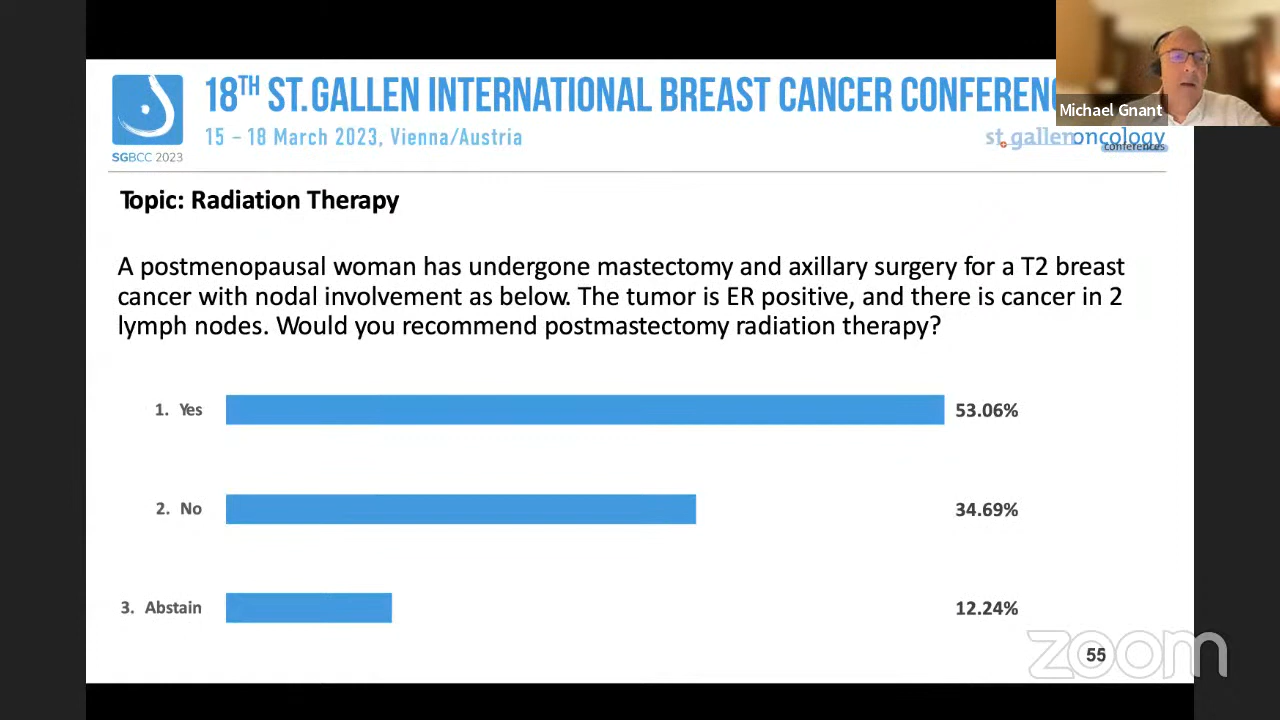 18TH ST.GALLEN INTERNATIONAL BREAST CANCER CONFEREN
Michael Gnant
15 – 18 March 2023, Vienna/Austria
st.gallenoncology
conferences
SGBCC 2023
Topic: Radiation Therapy
A postmenopausal woman has undergone mastectomy and axillary surgery for a T2 breast
cancer with nodal involvement as below. The tumor is ER positive, and there is cancer in 2
lymph nodes. Would you recommend postmastectomy radiation therapy?
1. Yes 53.06%
2. No 34.69%
3. Abstain 12.24%
zoom
55